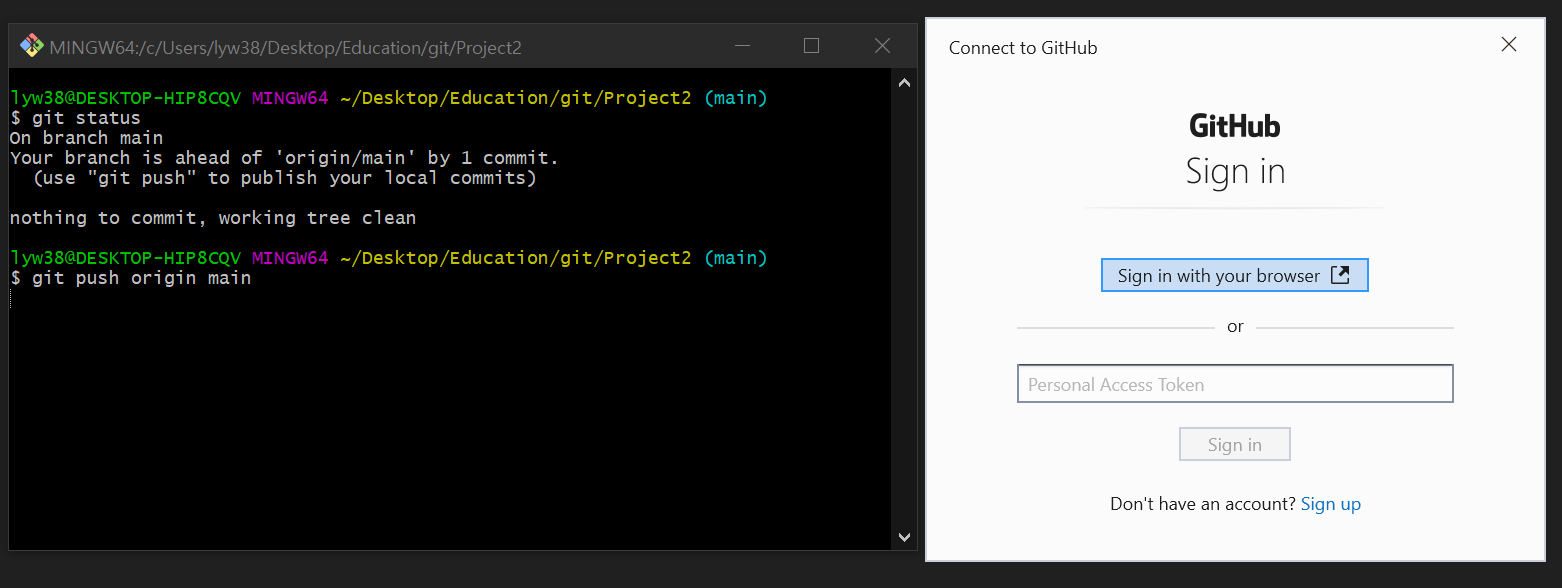 MINGW64:/c/Users/lyw38/Desktop/Education/git/Project2
lyw38@DESKTOP-HIP8CQV MINGW64 ~/Desktop/Education/git/Project2 (main)
$ git status
On branch main
Your branch is ahead of 'origin/main' by 1 commit.
  (use "git push" to publish your local commits)
nothing to commit, working tree clean
lyw38@DESKTOP-HIP8CQV MINGW64 ~/Desktop/Education/git/Project2 (main)
$ git push origin main
Connect to GitHub
GitHub
Sign in
Sign in with your browser
or
Personal Access Token
Sign in
Don't have an account? Sign up